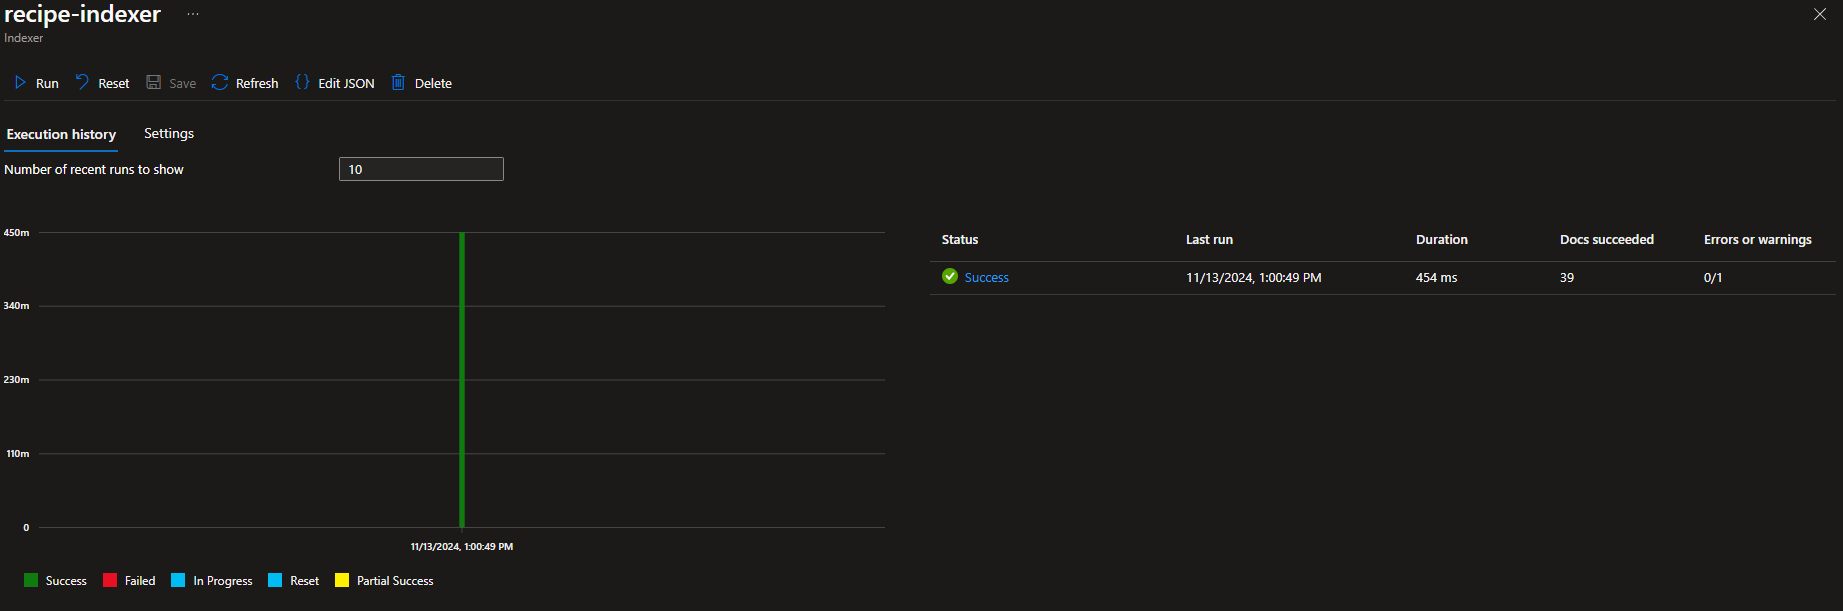 recipe-indexer ...
Indexer
Run Reset Save Refresh Edit JSON Delete
Execution history Settings
Number of recent runs to show 10
450m
340m
230m
110m
0
11/13/2024, 1:00:49 PM
Success Failed In Progress Reset Partial Success
Status Last run Duration Docs succeeded Errors or warnings
Success 11/13/2024, 1:00:49 PM 454 ms 39 0/1